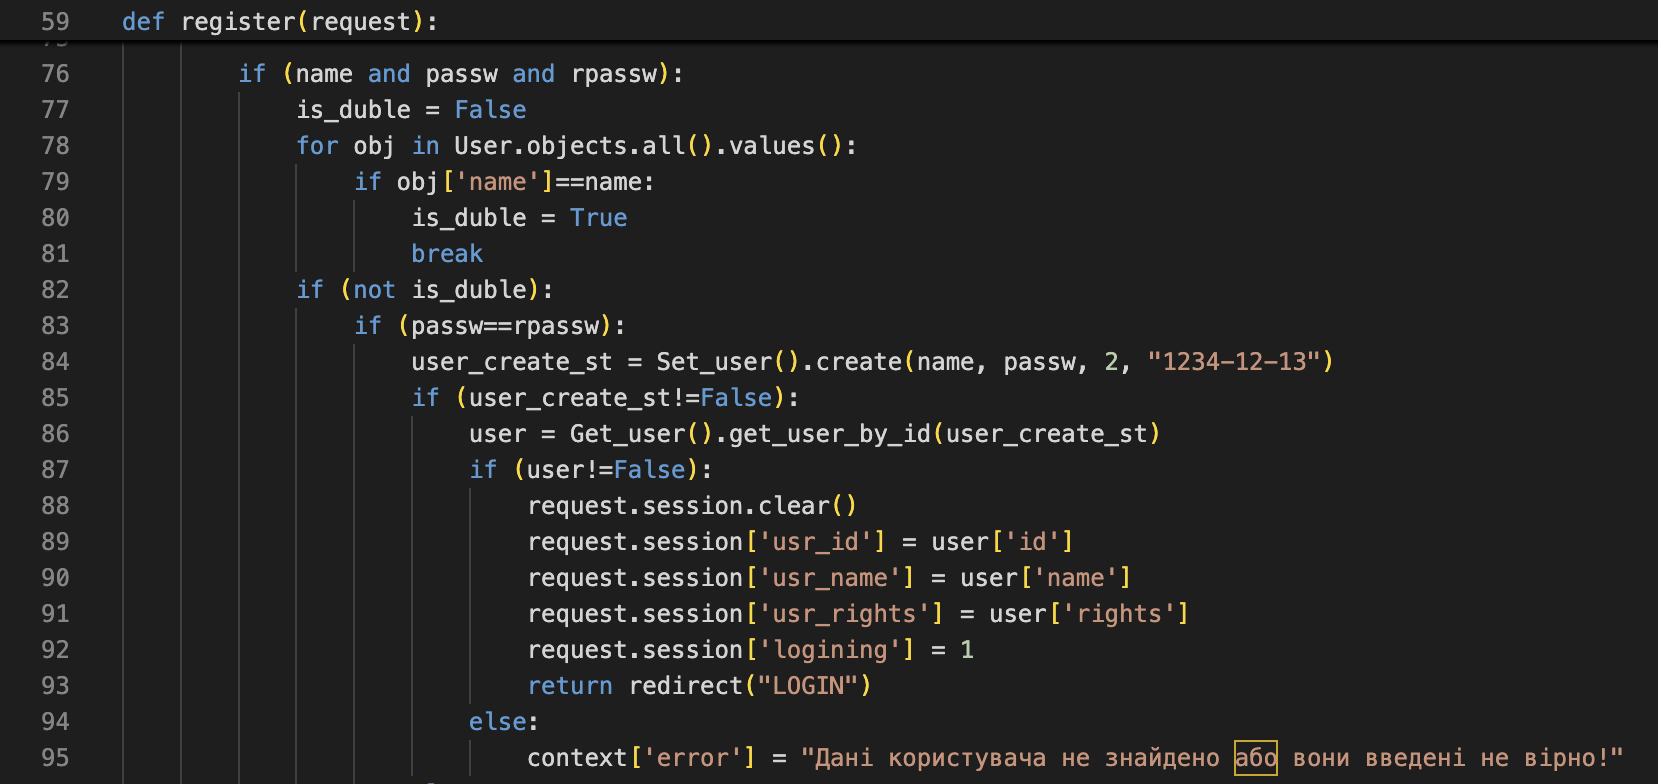 59 def register(request):
76 if (name and passw and rpassw):
77 is_duble = False
78 for obj in User.objects.all().values():
79 if obj['name']==name:
80 is_duble = True
81 break
82 if (not is_duble):
83 if (passw==rpassw):
84 user_create_st = Set_user().create(name, passw, 2, "1234-12-13")
85 if (user_create_st!=False):
86 user = Get_user().get_user_by_id(user_create_st)
87 if (user!=False):
88 request.session.clear()
89 request.session['usr_id'] = user['id']
90 request.session['usr_name'] = user['name']
91 request.session['usr_rights'] = user['rights']
92 request.session['logining'] = 1
93 return redirect("LOGIN")
94 else:
95 context['error'] = "Дані користувача не знайдено або вони введені не вірно!"